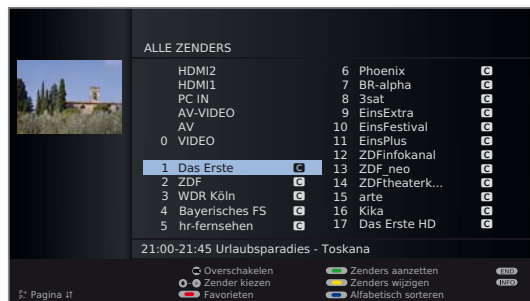 ALLE ZENDERS
HDMI2
HDMI1
PC IN
AV-VIDEO
AV
0 VIDEO
1 Das Erste C
2 ZDF C
3 WDR Köln C
4 Bayerisches FS C
5 hr-fernsehen C
6 Phoenix C
7 BR-alpha C
8 3sat C
9 EinsExtra C
10 EinsFestival C
11 EinsPlus C
12 ZDFinfokanal C
13 ZDF_neo C
14 ZDFtheaterk... C
15 arte C
16 Kika C
17 Das Erste HD C
21:00-21:45 Urlaubsparadies - Toskana
OK Overschakelen
0-9 Zender kiezen
Favorieten
Zenders aanzetten
Zenders wijzigen
Alfabetisch sorteren
END
INFO
P± Pagina